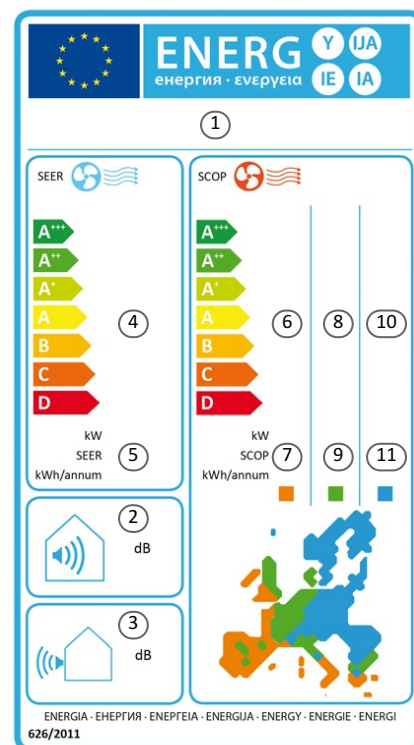 ENERG Y IJA
енергия · ενεργεια IE IA
1
SEER
A+++
A++
A+
A
B
C
D
4
kW
SEER 5
kWh/annum
SCOP
A+++
A++
A+
A
B
C
D
6 8 10
kW
SCOP 7 9 11
kWh/annum
2
dB
3
dB
ENERGIA · ЕНЕРГИЯ · ΕΝΕΡΓΕΙΑ · ENERGIJA · ENERGY · ENERGIE · ENERGI
626/2011